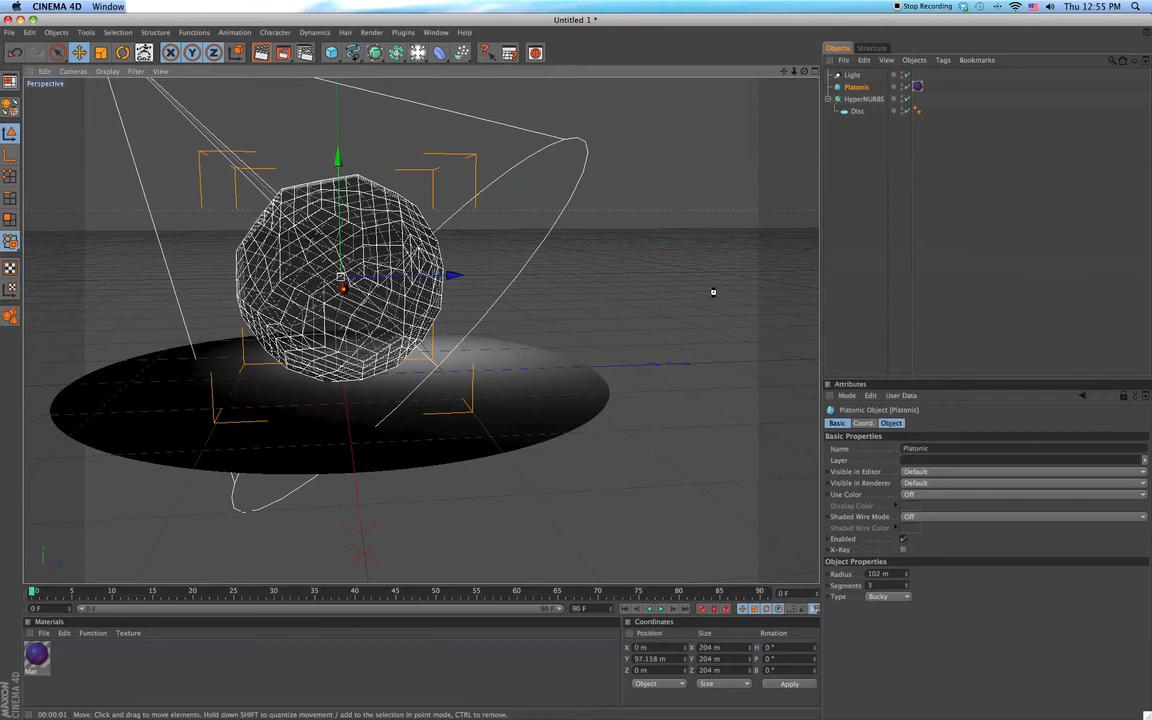 CINEMA 4D Window
Stop Recording
Thu 12:55 PM
Untitled 1 *
File Edit Objects Tools Selection Structure Functions Animation Character Dynamics Hair Render Plugins Window Help
X Y Z
GoZ
Edit Cameras Display Filter View
Perspective
Objects Structure
File Edit View Objects Tags Bookmarks
Light
Platonic
HyperNURBS
Disc
Attributes
Mode Edit User Data
Platonic Object [Platonic]
Basic Coord. Object
Basic Properties
Name Platonic
Layer
Visible in Editor Default
Visible in Renderer Default
Use Color Off
Display Color
Shaded Wire Mode Off
Shaded Wire Color
Enabled
X-Ray
Object Properties
Radius 102 m
Segments 3
Type Bucky
0 5 10 15 20 25 30 35 40 45 50 55 60 65 70 75 80 85 90 0 F
0 F 0 F 90 F 90 F
Materials
File Edit Function Texture
Mat
Coordinates
Position Size Rotation
X 0 m X 204 m H 0 °
Y 97.158 m Y 204 m P 0 °
Z 0 m Z 204 m B 0 °
Object Size Apply
MAXON CINEMA 4D
00:00:01 Move: Click and drag to move elements. Hold down SHIFT to quantize movement / add to the selection in point mode, CTRL to remove.